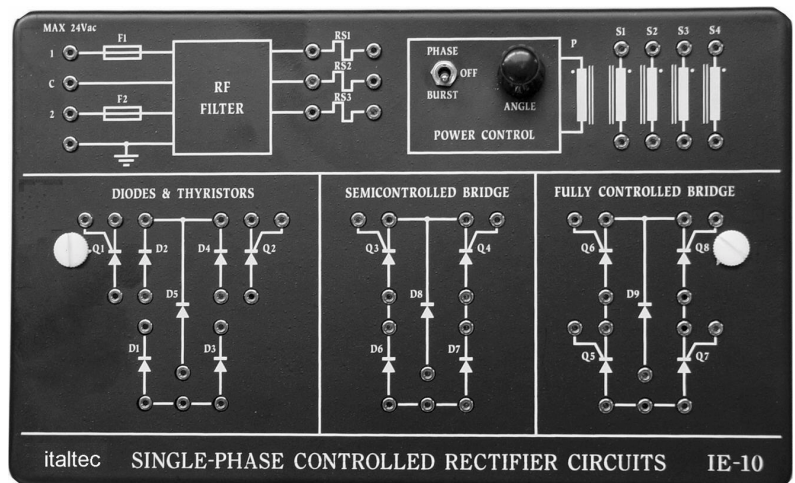 MAX 24Vac
1 F1
C
2 F2
RF
FILTER
RS1
RS2
RS3
PHASE
OFF
BURST
ANGLE
POWER CONTROL
P S1 S2 S3 S4
DIODES & THYRISTORS
Q1 D2 D4 Q2
D5
D1 D3
SEMICONTROLLED BRIDGE
Q3 Q4
D8
D6 D7
FULLY CONTROLLED BRIDGE
Q6 Q8
D9
Q5 Q7
italtec SINGLE-PHASE CONTROLLED RECTIFIER CIRCUITS IE-10